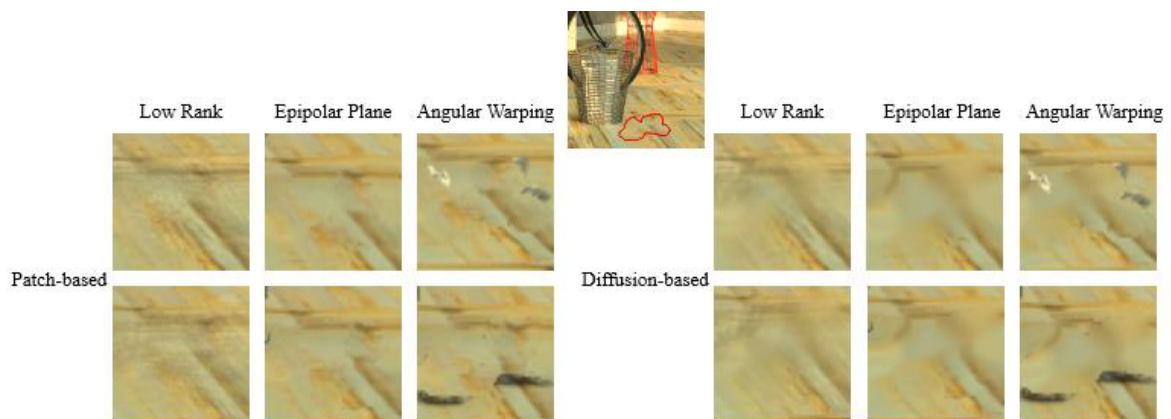 Low Rank Epipolar Plane Angular Warping Low Rank Epipolar Plane Angular Warping
Patch-based Diffusion-based